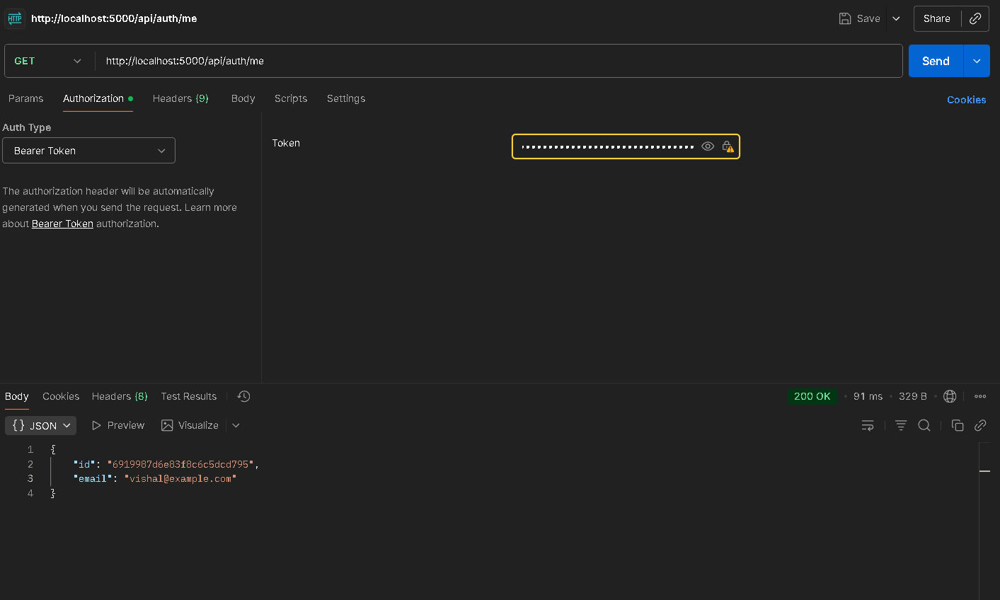 HTTP http://localhost:5000/api/auth/me Save Share
GET http://localhost:5000/api/auth/me Send
Params Authorization Headers (9) Body Scripts Settings Cookies
Auth Type
Bearer Token
Token ••••••••••••••••••••••••••••••
The authorization header will be automatically
generated when you send the request. Learn more
about Bearer Token authorization.
Body Cookies Headers (8) Test Results 200 OK • 91 ms • 329 B •
{} JSON Preview Visualize
1 {
2 "id": "6919987d6e83f8c6c5dcd795",
3 "email": "vishal@example.com"
4 }